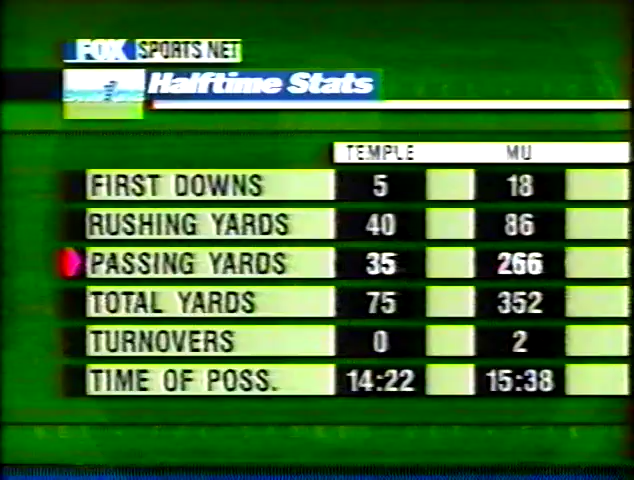 FOX SPORTS NET
Halftime Stats
TEMPLE MU
FIRST DOWNS 5 18
RUSHING YARDS 40 86
PASSING YARDS 35 266
TOTAL YARDS 75 352
TURNOVERS 0 2
TIME OF POSS. 14:22 15:38